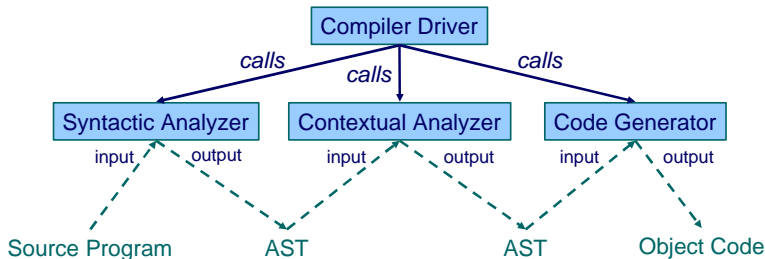 Compiler Driver
calls
calls
calls
Syntactic Analyzer
Contextual Analyzer
Code Generator
input
output
input
output
input
output
Source Program
AST
AST
Object Code